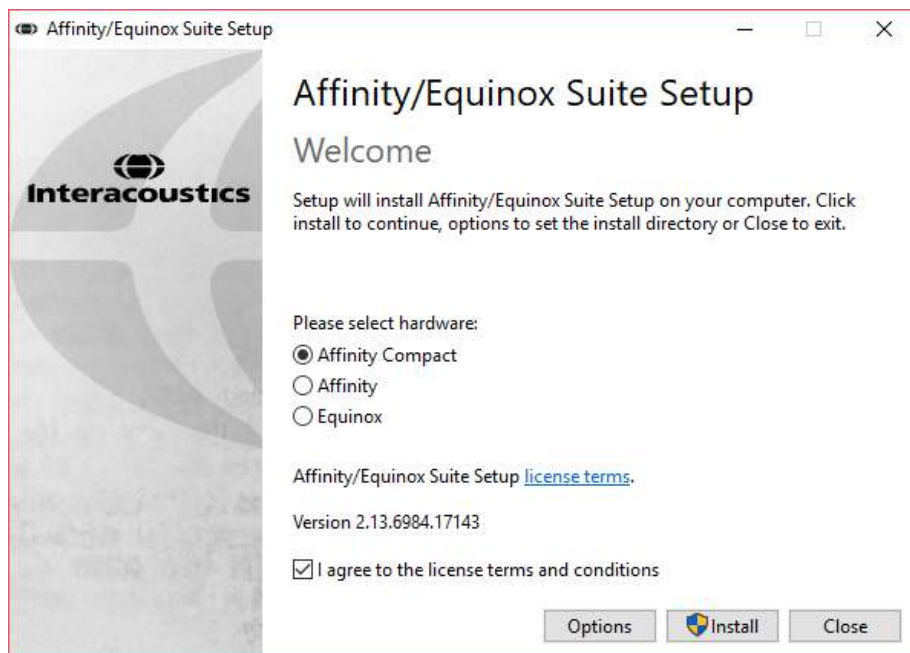 Affinity/Equinox Suite Setup
Interacoustics
Affinity/Equinox Suite Setup
Welcome
Setup will install Affinity/Equinox Suite Setup on your computer. Click
install to continue, options to set the install directory or Close to exit.
Please select hardware:
Affinity Compact
Affinity
Equinox
Affinity/Equinox Suite Setup license terms.
Version 2.13.6984.17143
I agree to the license terms and conditions
Options Install Close